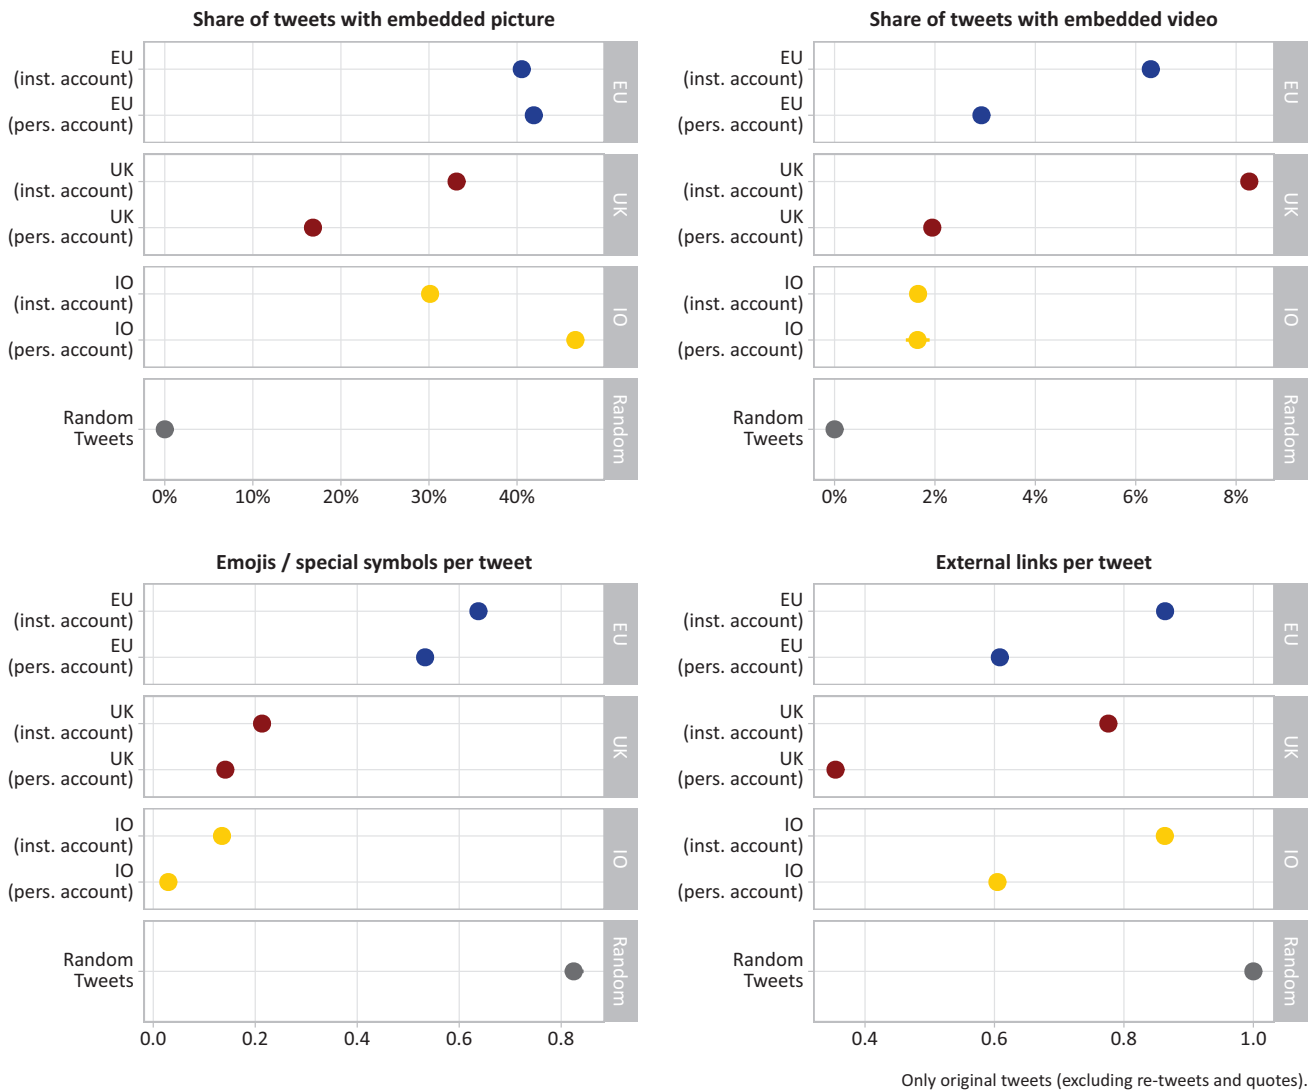 Share of tweets with embedded picture
EU
(inst. account)
EU
(pers. account)
EU
UK
(inst. account)
UK
(pers. account)
UK
IO
(inst. account)
IO
(pers. account)
IO
Random
Tweets
Random
0% 10% 20% 30% 40%
Share of tweets with embedded video
EU
(inst. account)
EU
(pers. account)
EU
UK
(inst. account)
UK
(pers. account)
UK
IO
(inst. account)
IO
(pers. account)
IO
Random
Tweets
Random
0% 2% 4% 6% 8%
Emojis / special symbols per tweet
EU
(inst. account)
EU
(pers. account)
EU
UK
(inst. account)
UK
(pers. account)
UK
IO
(inst. account)
IO
(pers. account)
IO
Random
Tweets
Random
0.0 0.2 0.4 0.6 0.8
External links per tweet
EU
(inst. account)
EU
(pers. account)
EU
UK
(inst. account)
UK
(pers. account)
UK
IO
(inst. account)
IO
(pers. account)
IO
Random
Tweets
Random
0.4 0.6 0.8 1.0
Only original tweets (excluding re-tweets and quotes).